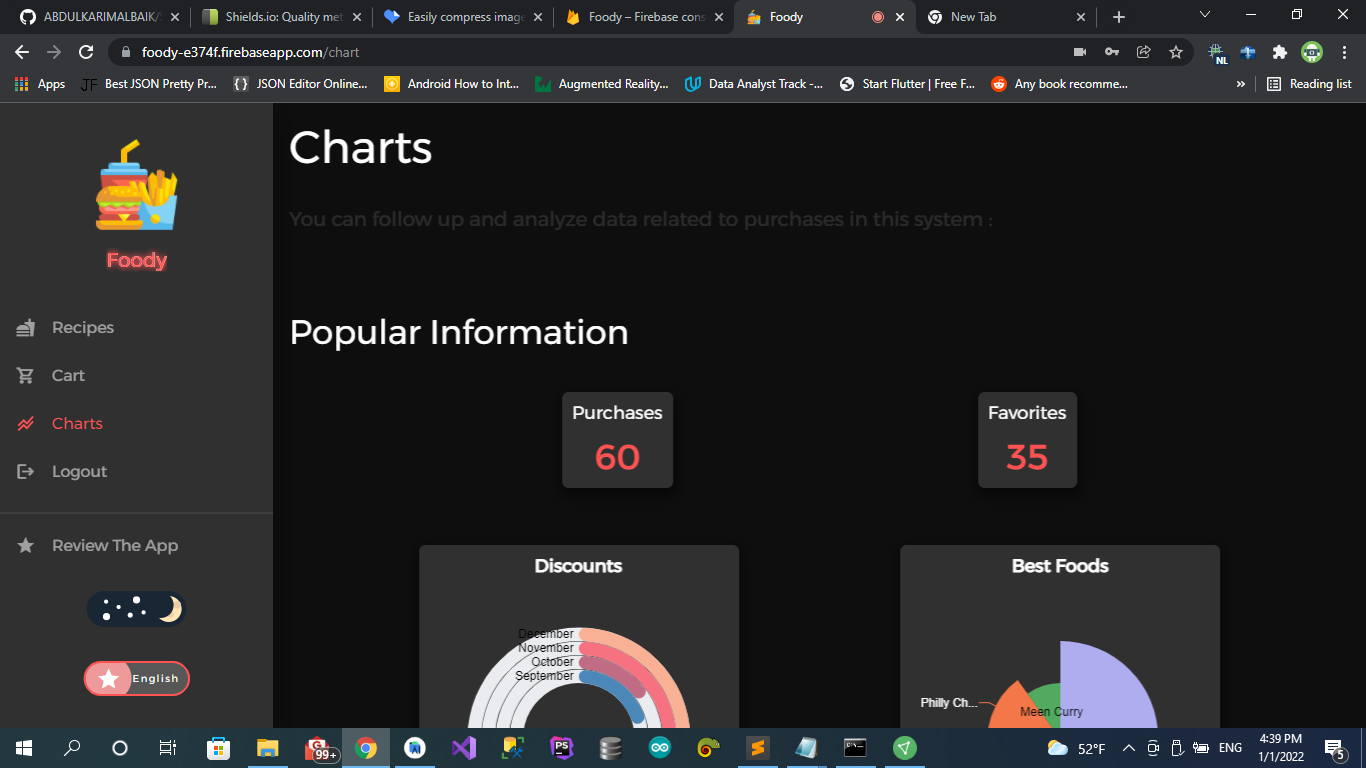 ABDULKARIMALBAIK/
Shields.io: Quality met
Easily compress image
Foody – Firebase cons
Foody
New Tab
foody-e374f.firebaseapp.com/chart
NL
Apps
JF Best JSON Pretty Pr...
{ } JSON Editor Online...
Android How to Int...
Augmented Reality...
Data Analyst Track -...
Start Flutter | Free F...
Any book recomme...
»
Reading list
Foody
Recipes
Cart
Charts
Logout
Review The App
English
Charts
You can follow up and analyze data related to purchases in this system :
Popular Information
Purchases
60
Favorites
35
Discounts
December
November
October
September
Best Foods
Philly Ch...
Meen Curry
99+
PS
52°F
ENG
4:39 PM
1/1/2022
5